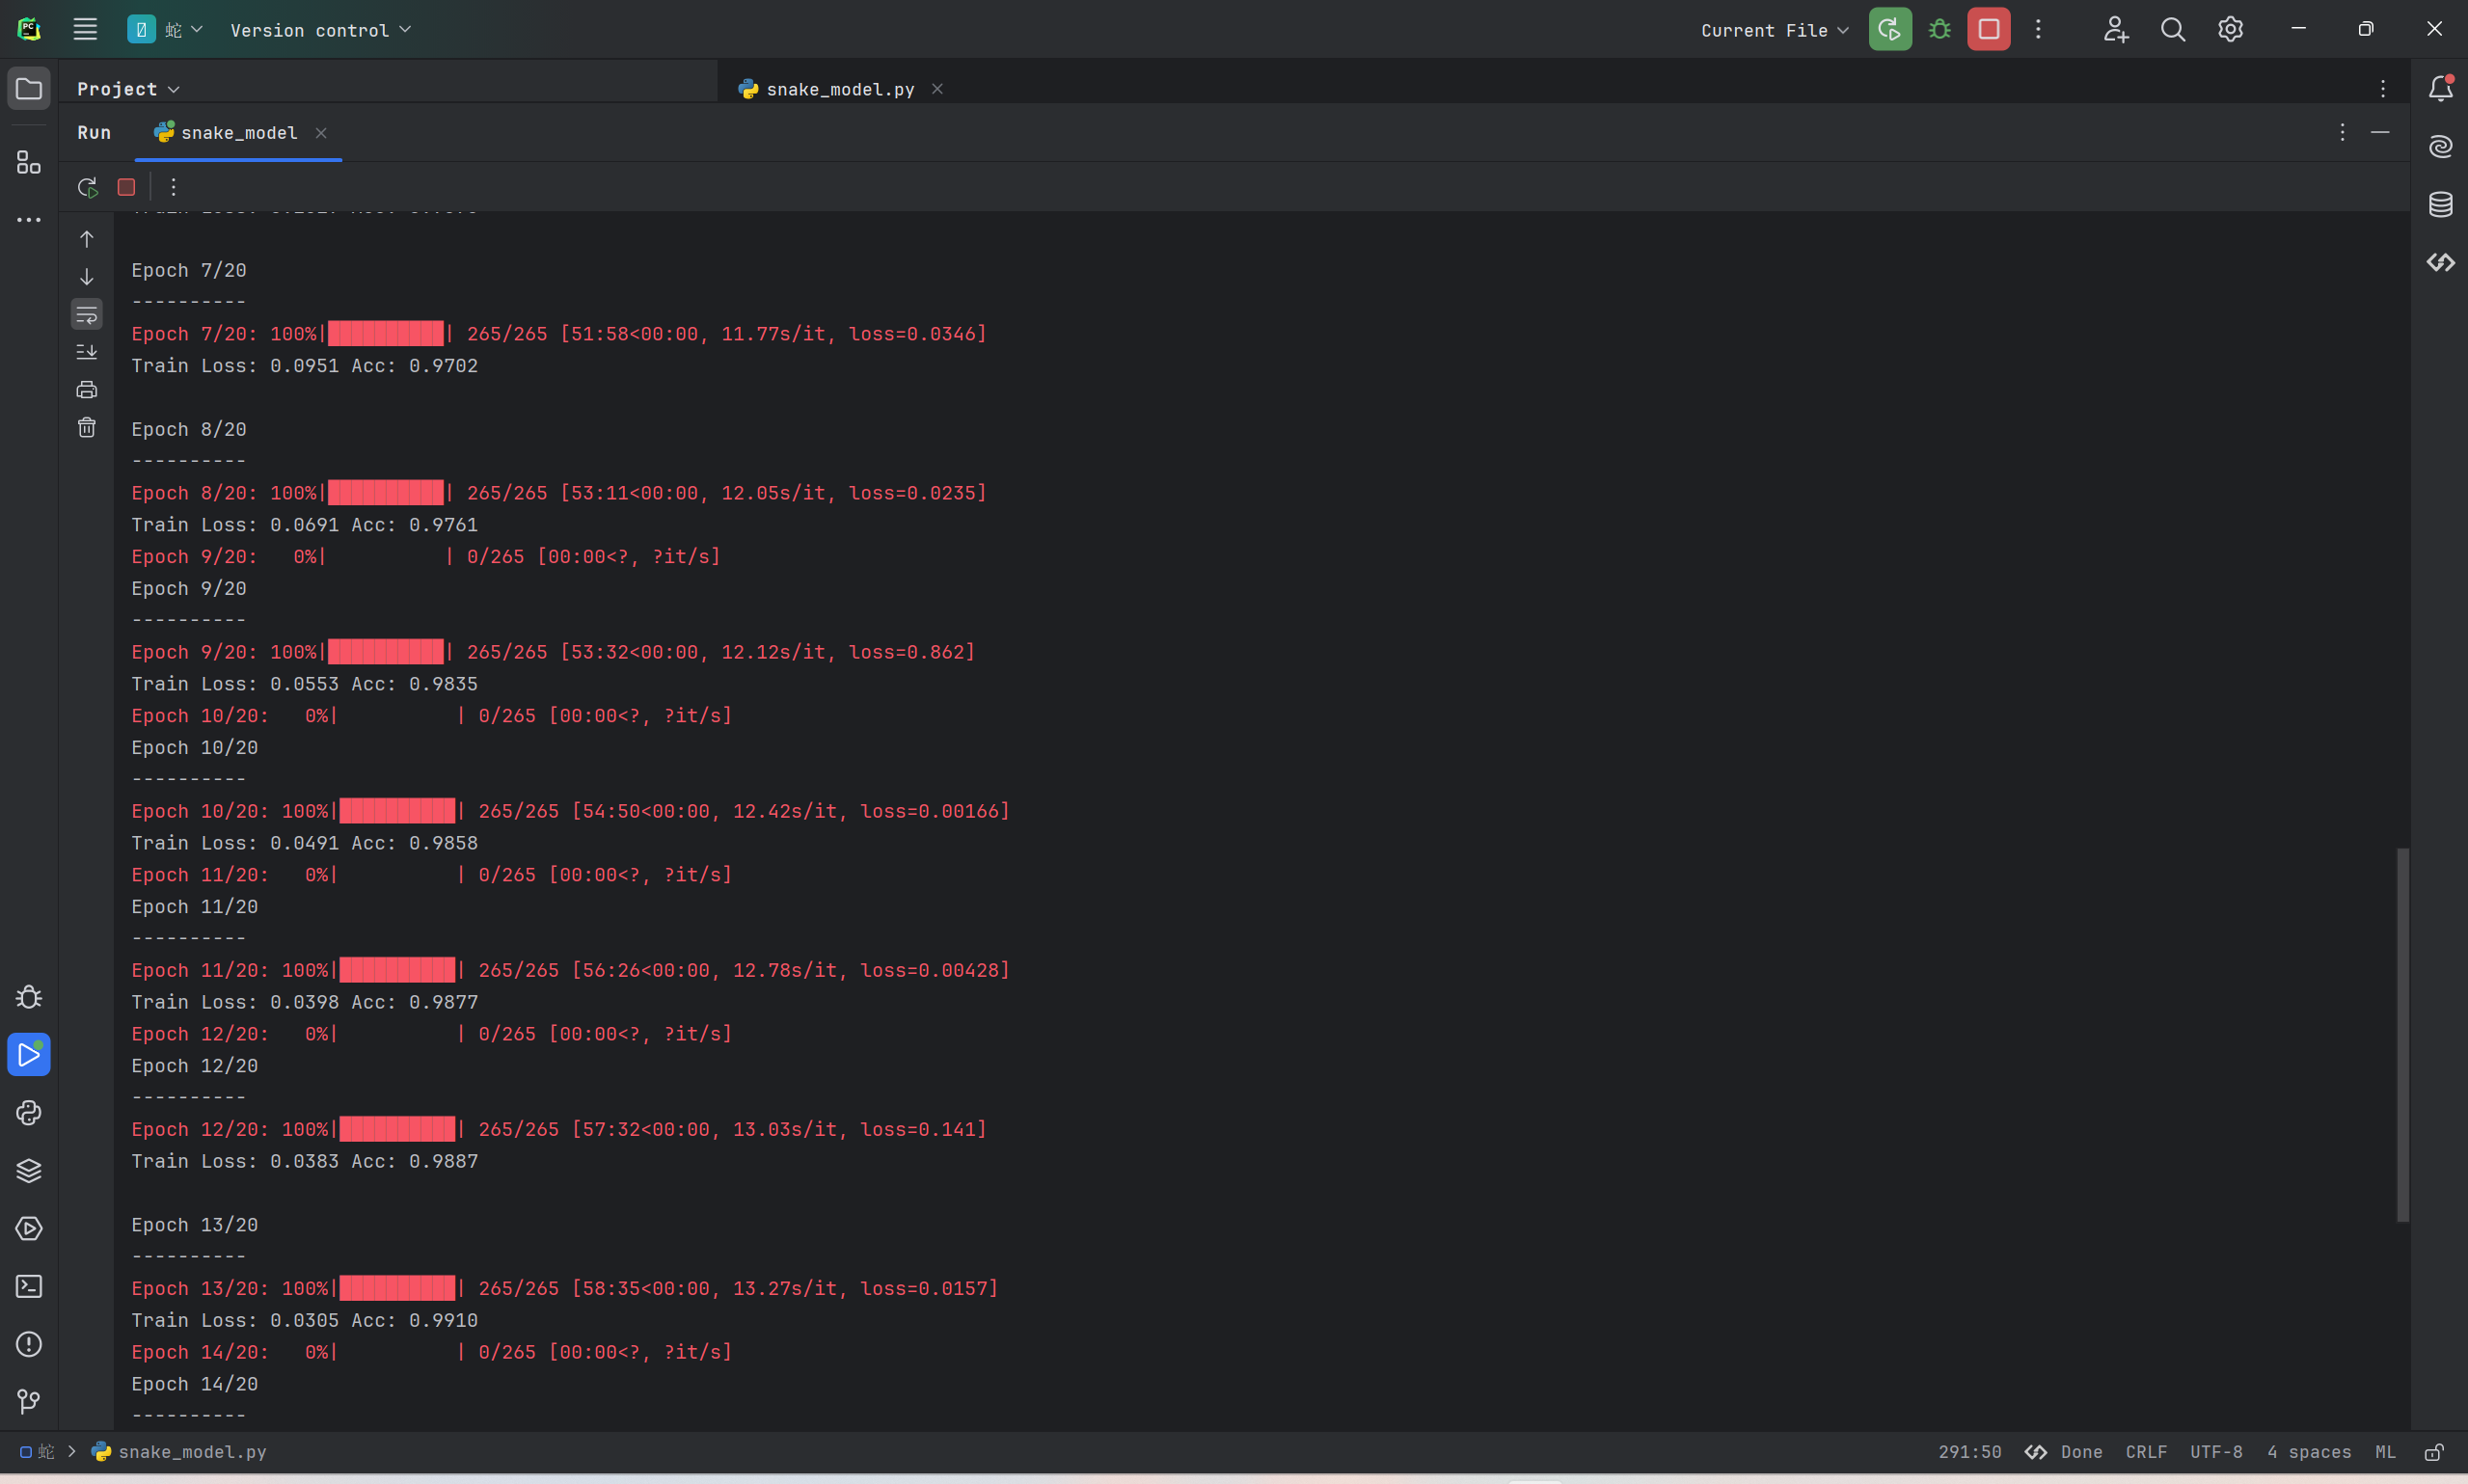 蛇 Version control Current File
Project snake_model.py
Run snake_model
Epoch 7/20
----------
Epoch 7/20: 100%|██████████| 265/265 [51:58<00:00, 11.77s/it, loss=0.0346]
Train Loss: 0.0951 Acc: 0.9702
Epoch 8/20
----------
Epoch 8/20: 100%|██████████| 265/265 [53:11<00:00, 12.05s/it, loss=0.0235]
Train Loss: 0.0691 Acc: 0.9761
Epoch 9/20:   0%|          | 0/265 [00:00<?, ?it/s]
Epoch 9/20
----------
Epoch 9/20: 100%|██████████| 265/265 [53:32<00:00, 12.12s/it, loss=0.862]
Train Loss: 0.0553 Acc: 0.9835
Epoch 10/20:   0%|          | 0/265 [00:00<?, ?it/s]
Epoch 10/20
----------
Epoch 10/20: 100%|██████████| 265/265 [54:50<00:00, 12.42s/it, loss=0.00166]
Train Loss: 0.0491 Acc: 0.9858
Epoch 11/20:   0%|          | 0/265 [00:00<?, ?it/s]
Epoch 11/20
----------
Epoch 11/20: 100%|██████████| 265/265 [56:26<00:00, 12.78s/it, loss=0.00428]
Train Loss: 0.0398 Acc: 0.9877
Epoch 12/20:   0%|          | 0/265 [00:00<?, ?it/s]
Epoch 12/20
----------
Epoch 12/20: 100%|██████████| 265/265 [57:32<00:00, 13.03s/it, loss=0.141]
Train Loss: 0.0383 Acc: 0.9887
Epoch 13/20
----------
Epoch 13/20: 100%|██████████| 265/265 [58:35<00:00, 13.27s/it, loss=0.0157]
Train Loss: 0.0305 Acc: 0.9910
Epoch 14/20:   0%|          | 0/265 [00:00<?, ?it/s]
Epoch 14/20
----------
蛇 > snake_model.py 291:50 Done CRLF UTF-8 4 spaces ML